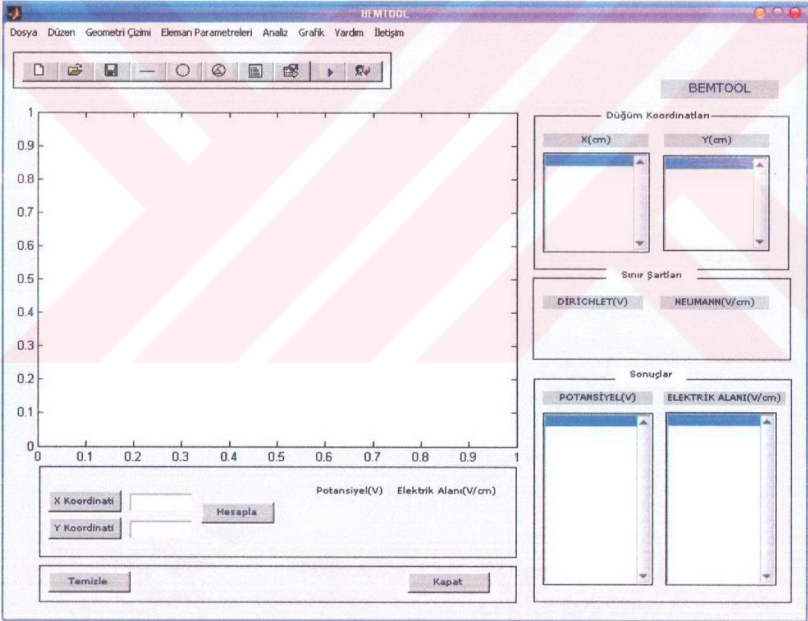 BEMTOOL
Dosya Düzen Geometri Çizimi Eleman Parametreleri Analiz Grafik Yardım İletişim
BEMTOOL
Düğüm Koordinatları
X(cm) Y(cm)
Sınır Şartları
DİRİCHLET(V) NEUMANN(V/cm)
Sonuçlar
POTANSİYEL(V) ELEKTRİK ALANI(V/cm)
1
0.9
0.8
0.7
0.6
0.5
0.4
0.3
0.2
0.1
0
0 0.1 0.2 0.3 0.4 0.5 0.6 0.7 0.8 0.9 1
Potansiyel(V) Elektrik Alanı(V/cm)
X Koordinati
Hesapla
Y Koordinati
Temizle Kapat